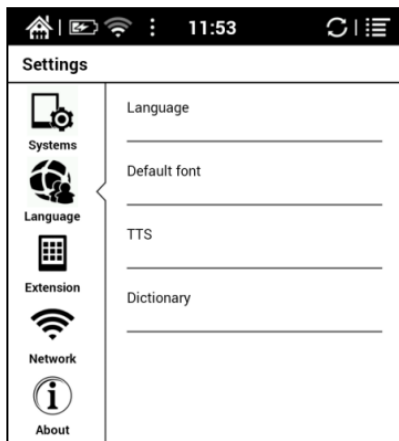 11:53
Settings
Systems
Language
Extension
Network
About
Language
Default font
TTS
Dictionary